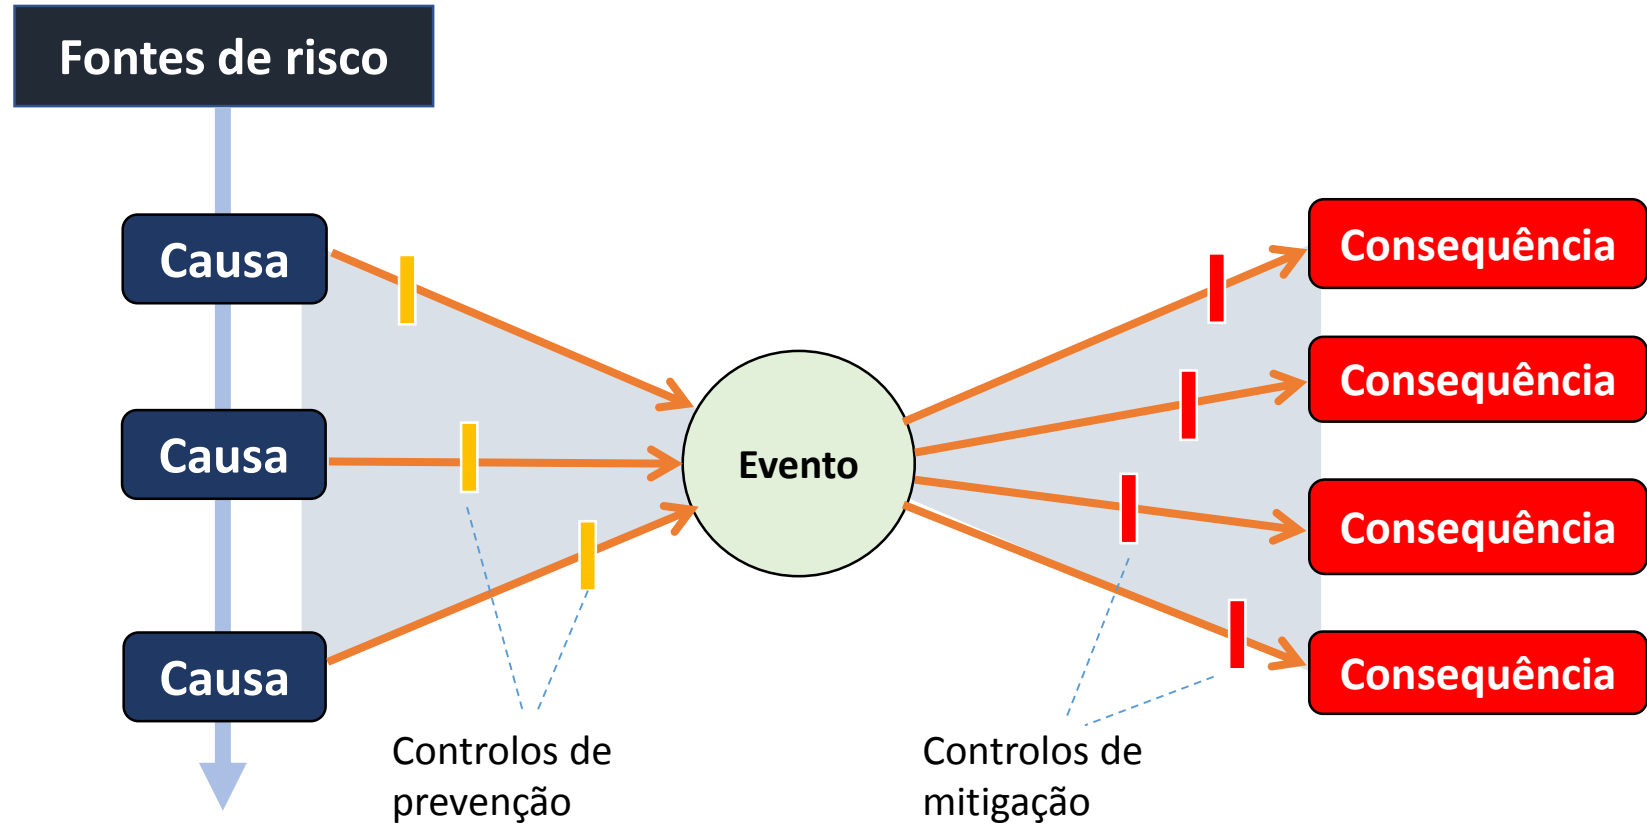 Fontes de risco
Causa
Causa
Causa
Evento
Consequência
Consequência
Consequência
Consequência
Controlos de
prevenção
Controlos de
mitigação